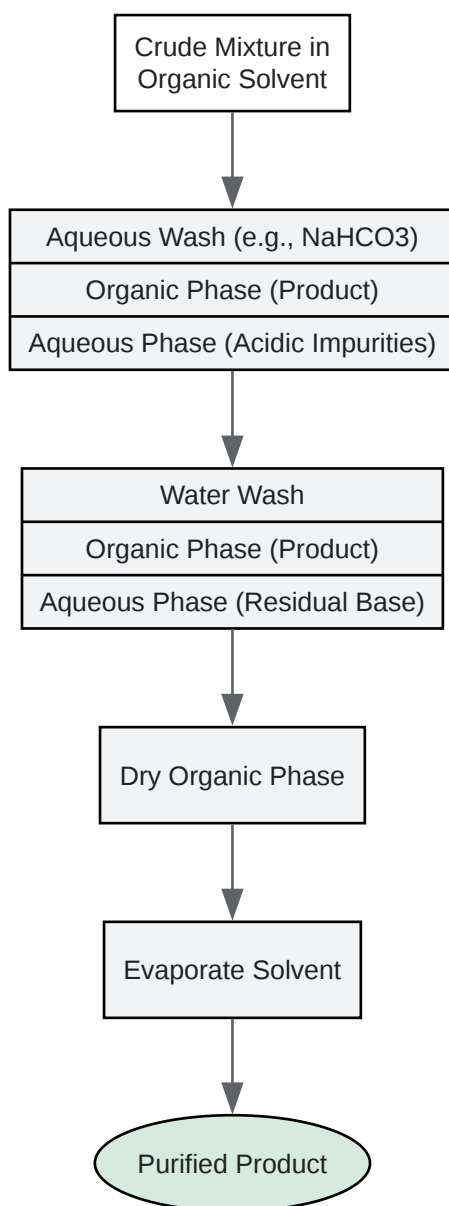 Crude Mixture in
Organic Solvent
Aqueous Wash (e.g., NaHCO3)
Organic Phase (Product)
Aqueous Phase (Acidic Impurities)
Water Wash
Organic Phase (Product)
Aqueous Phase (Residual Base)
Dry Organic Phase
Evaporate Solvent
Purified Product